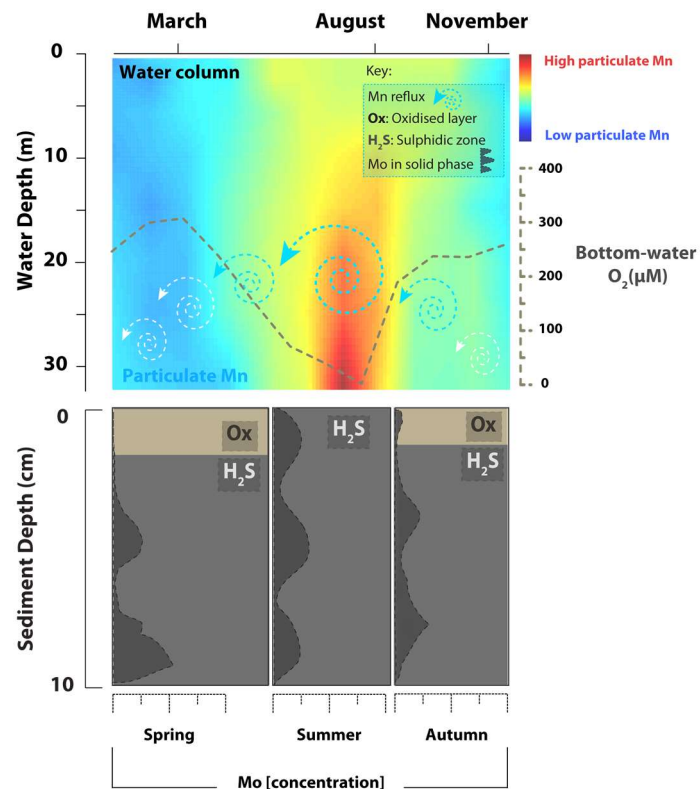 March
August
November
0
10
20
30
Water Depth (m)
Water column
Key:
Mn reflux
Ox: Oxidised layer
H₂S: Sulphidic zone
Mo in solid phase
High particulate Mn
Low particulate Mn
400
300
200
100
0
Bottom-water
O₂(μM)
Particulate Mn
0
10
Sediment Depth (cm)
Ox
H₂S
H₂S
Ox
H₂S
Spring
Summer
Autumn
Mo [concentration]